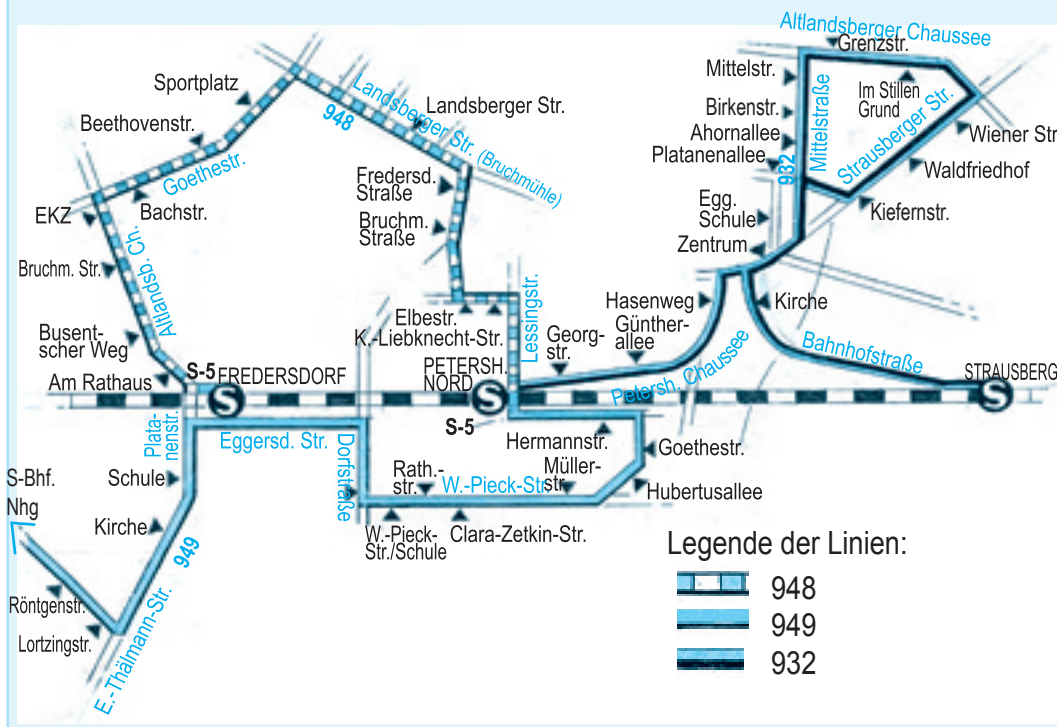 Altlandsberger Chaussee
Grenzstr.
Mittelstr.
Im Stillen
Grund
Sportplatz
Landsberger Str. (Bruchmühle)
948
Landsberger Str.
Birkenstr.
Mittelstraße
Strausberger Str.
Beethovenstr.
Ahornallee
Wiener Str
Platanenallee
932
Goethestr.
Fredersd.
Straße
Waldfriedhof
EKZ
Bachstr.
Egg.
Schule
Kiefernstr.
Bruchm.
Straße
Zentrum
Bruchm. Str.
Altlandsb. Ch.
Hasenweg
Kirche
Elbestr.
K.-Liebknecht-Str.
Lessingstr.
Georg-
str.
Günther-
allee
Busent-
scher Weg
Petersh. Chaussee
Bahnhofstraße
Am Rathaus
S-5
FREDERSDORF
PETERSH.
NORD
STRAUSBERG
S
S
S
S-5
Plata-
nenstr.
Eggersd. Str.
Dorfstraße
Hermannstr.
Goethestr.
Schule
Rath.-
str.
W.-Pieck-Str.
Müller-
str.
Hubertusallee
S-Bhf.
Nhg
Kirche
949
W.-Pieck-
Str./Schule
Clara-Zetkin-Str.
Röntgenstr.
Lortzingstr.
E.-Thälmann-Str.
Legende der Linien:
948
949
932